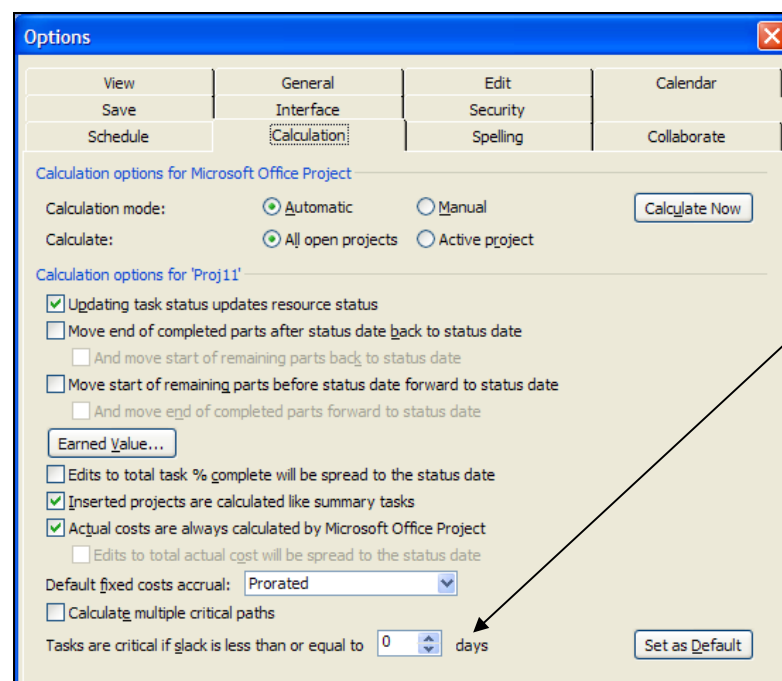 Options
View General Edit Calendar
Save Interface Security
Schedule Calculation Spelling Collaborate
Calculation options for Microsoft Office Project
Calculation mode: Automatic Manual Calculate Now
Calculate: All open projects Active project
Calculation options for 'Proj11'
Updating task status updates resource status
Move end of completed parts after status date back to status date
And move start of remaining parts back to status date
Move start of remaining parts before status date forward to status date
And move end of completed parts forward to status date
Earned Value...
Edits to total task % complete will be spread to the status date
Inserted projects are calculated like summary tasks
Actual costs are always calculated by Microsoft Office Project
Edits to total actual cost will be spread to the status date
Default fixed costs accrual: Prorated
Calculate multiple critical paths
Tasks are critical if slack is less than or equal to 0 days Set as Default